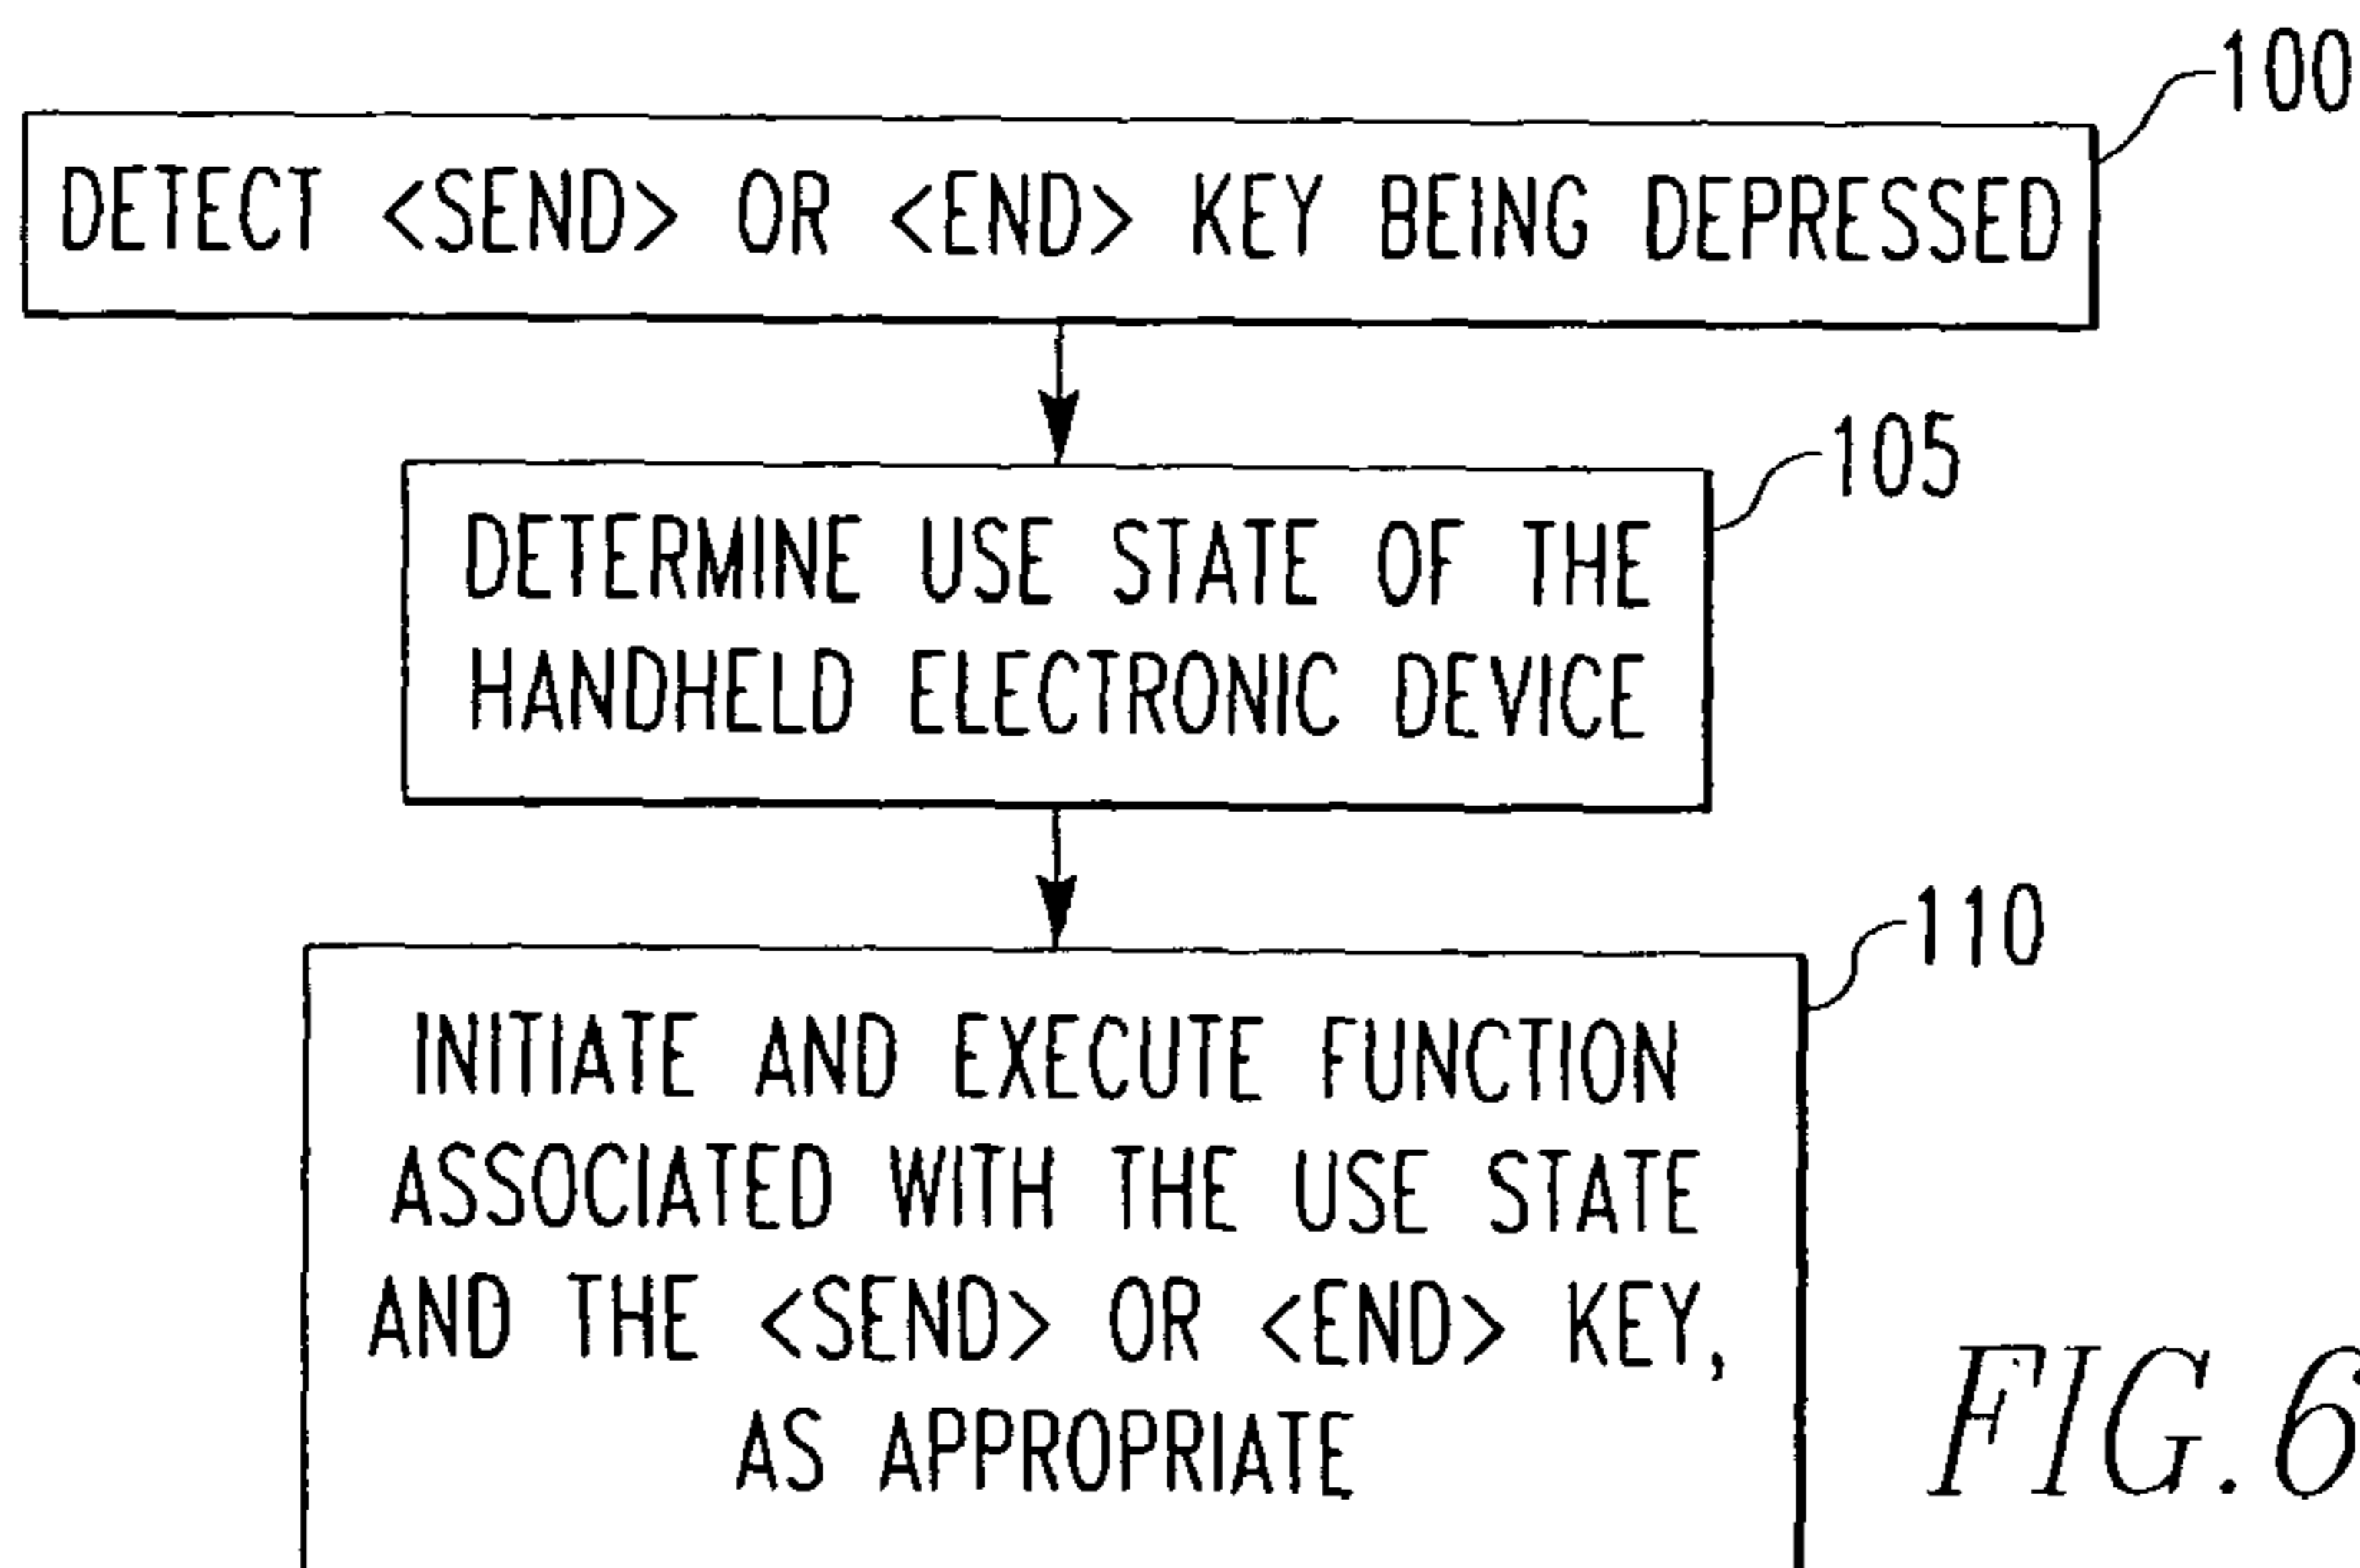 100
DETECT <SEND> OR <END> KEY BEING DEPRESSED
105
DETERMINE USE STATE OF THE
HANDHELD ELECTRONIC DEVICE
110
INITIATE AND EXECUTE FUNCTION
ASSOCIATED WITH THE USE STATE
AND THE <SEND> OR <END> KEY,
AS APPROPRIATE
FIG.6